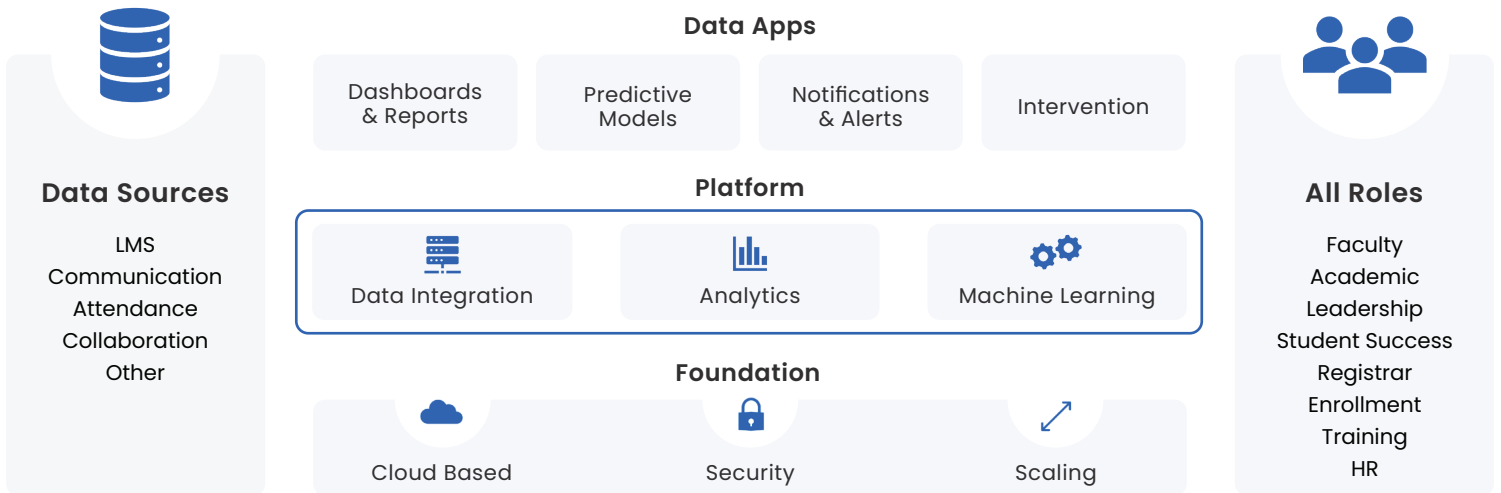 Data Sources
LMS
Communication
Attendance
Collaboration
Other
Data Apps
Dashboards
& Reports
Predictive
Models
Notifications
& Alerts
Intervention
Platform
Data Integration
Analytics
Machine Learning
Foundation
Cloud Based
Security
Scaling
All Roles
Faculty
Academic
Leadership
Student Success
Registrar
Enrollment
Training
HR